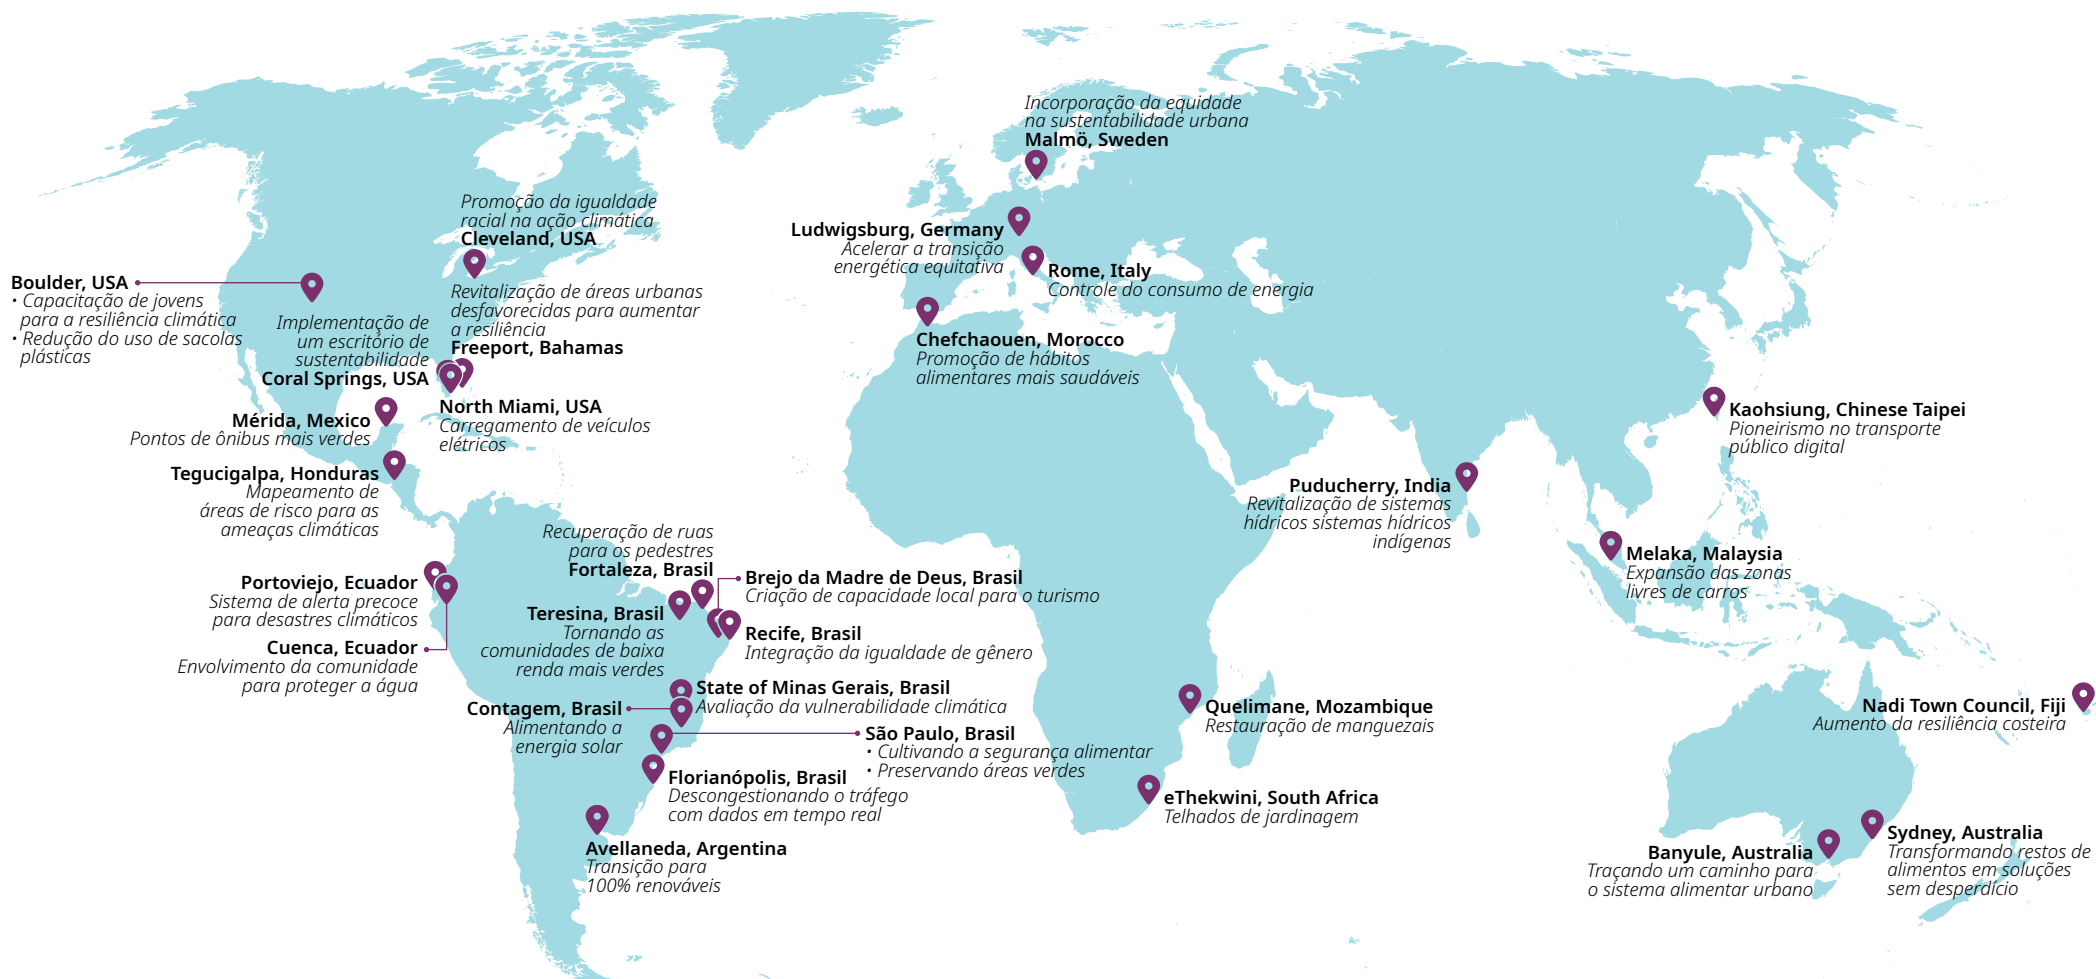 Incorporação da equidade
na sustentabilidade urbana
Malmö, Sweden
Promoção da igualdade
racial na ação climática
Cleveland, USA
Ludwigsburg, Germany
Acelerar a transição
energética equitativa
Rome, Italy
Controle do consumo de energia
Boulder, USA
• Capacitação de jovens
para a resiliência climática
• Redução do uso de sacolas
plásticas
Revitalização de áreas urbanas
desfavorecidas para aumentar
a resiliência
Freeport, Bahamas
Implementação de
um escritório de
sustentabilidade
Coral Springs, USA
Chefchaouen, Morocco
Promoção de hábitos
alimentares mais saudáveis
North Miami, USA
Carregamento de veículos
elétricos
Mérida, Mexico
Pontos de ônibus mais verdes
Kaohsiung, Chinese Taipei
Pioneirismo no transporte
público digital
Tegucigalpa, Honduras
Mapeamento de
áreas de risco para as
ameaças climáticas
Puducherry, India
Revitalização de sistemas
hídricos sistemas hídricos
indígenas
Recuperação de ruas
para os pedestres
Fortaleza, Brasil
Melaka, Malaysia
Expansão das zonas
livres de carros
Portoviejo, Ecuador
Sistema de alerta precoce
para desastres climáticos
Brejo da Madre de Deus, Brasil
Criação de capacidade local para o turismo
Teresina, Brasil
Tornando as
comunidades de baixa
renda mais verdes
Recife, Brasil
Integração da igualdade de gênero
Cuenca, Ecuador
Envolvimento da comunidade
para proteger a água
State of Minas Gerais, Brasil
Avaliação da vulnerabilidade climática
Contagem, Brasil
Alimentando a
energia solar
Quelimane, Mozambique
Restauração de manguezais
Nadi Town Council, Fiji
Aumento da resiliência costeira
São Paulo, Brasil
• Cultivando a segurança alimentar
• Preservando áreas verdes
Florianópolis, Brasil
Descongestionando o tráfego
com dados em tempo real
eThekwini, South Africa
Telhados de jardinagem
Avellaneda, Argentina
Transição para
100% renováveis
Banyule, Australia
Traçando um caminho para
o sistema alimentar urbano
Sydney, Australia
Transformando restos de
alimentos em soluções
sem desperdício